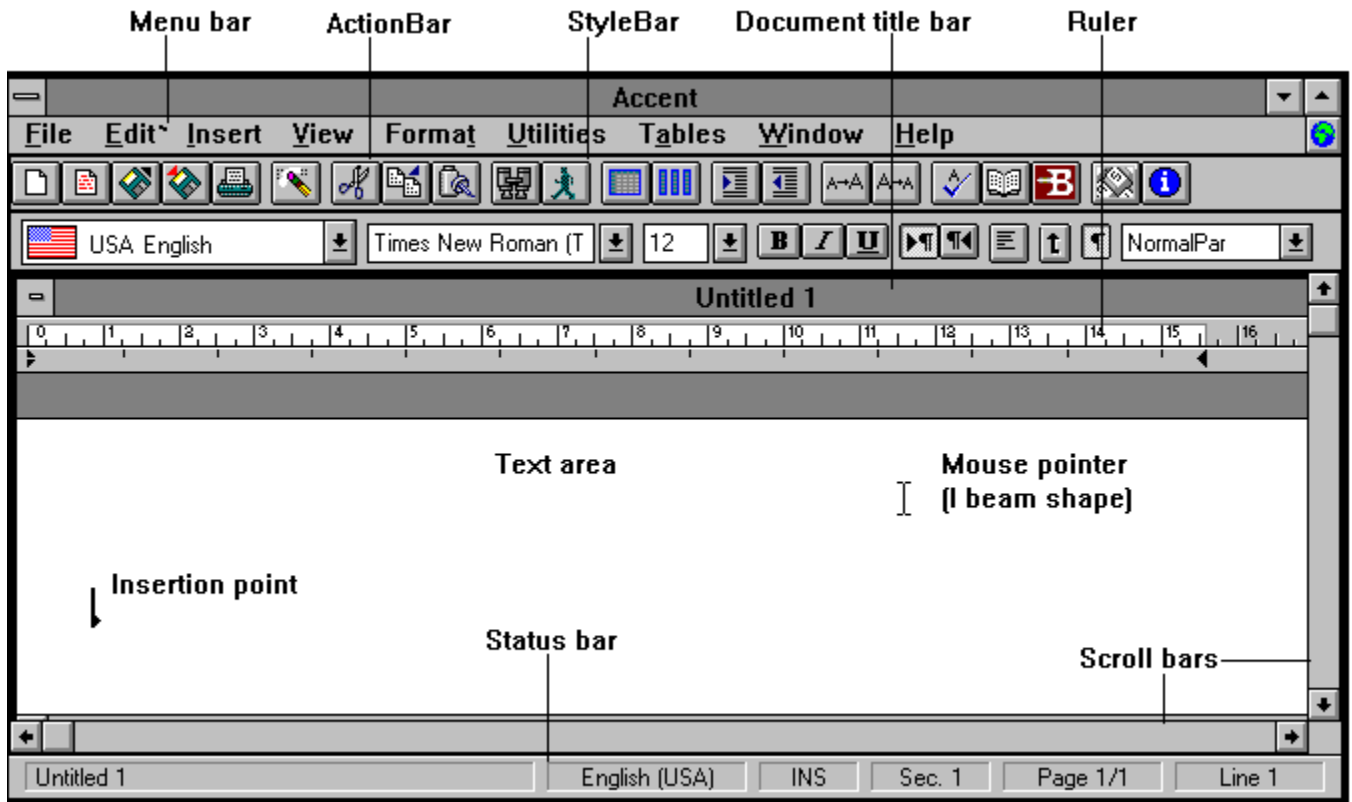 Menu bar ActionBar StyleBar Document title bar Ruler
Accent
File Edit Insert View Format Utilities Tables Window Help
A→A A→A A B i
USA English Times New Roman (T 12 B I U ▸¶ ¶◂ t ¶ NormalPar
Untitled 1
0 1 2 3 4 5 6 7 8 9 10 11 12 13 14 15 16
Text area Mouse pointer
(I beam shape)
Insertion point
Status bar
Scroll bars
Untitled 1 English (USA) INS Sec. 1 Page 1/1 Line 1